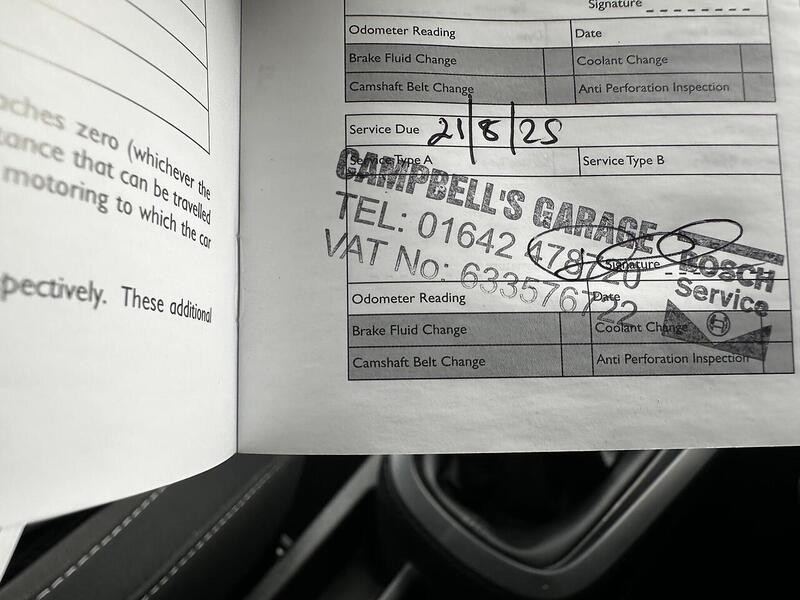 Signature
Odometer Reading Date
Brake Fluid Change Coolant Change
Camshaft Belt Change Anti Perforation Inspection
Service Due 21/8/25
Service Type A Service Type B
CAMPBELL'S GARAGE
TEL: 01642 478720
VAT No: 633576722
BOSCH
Service
Signature
Odometer Reading Date
Brake Fluid Change Coolant Change
Camshaft Belt Change Anti Perforation Inspection
aches zero (whichever the
tance that can be travelled
motoring to which the car
pectively. These additional